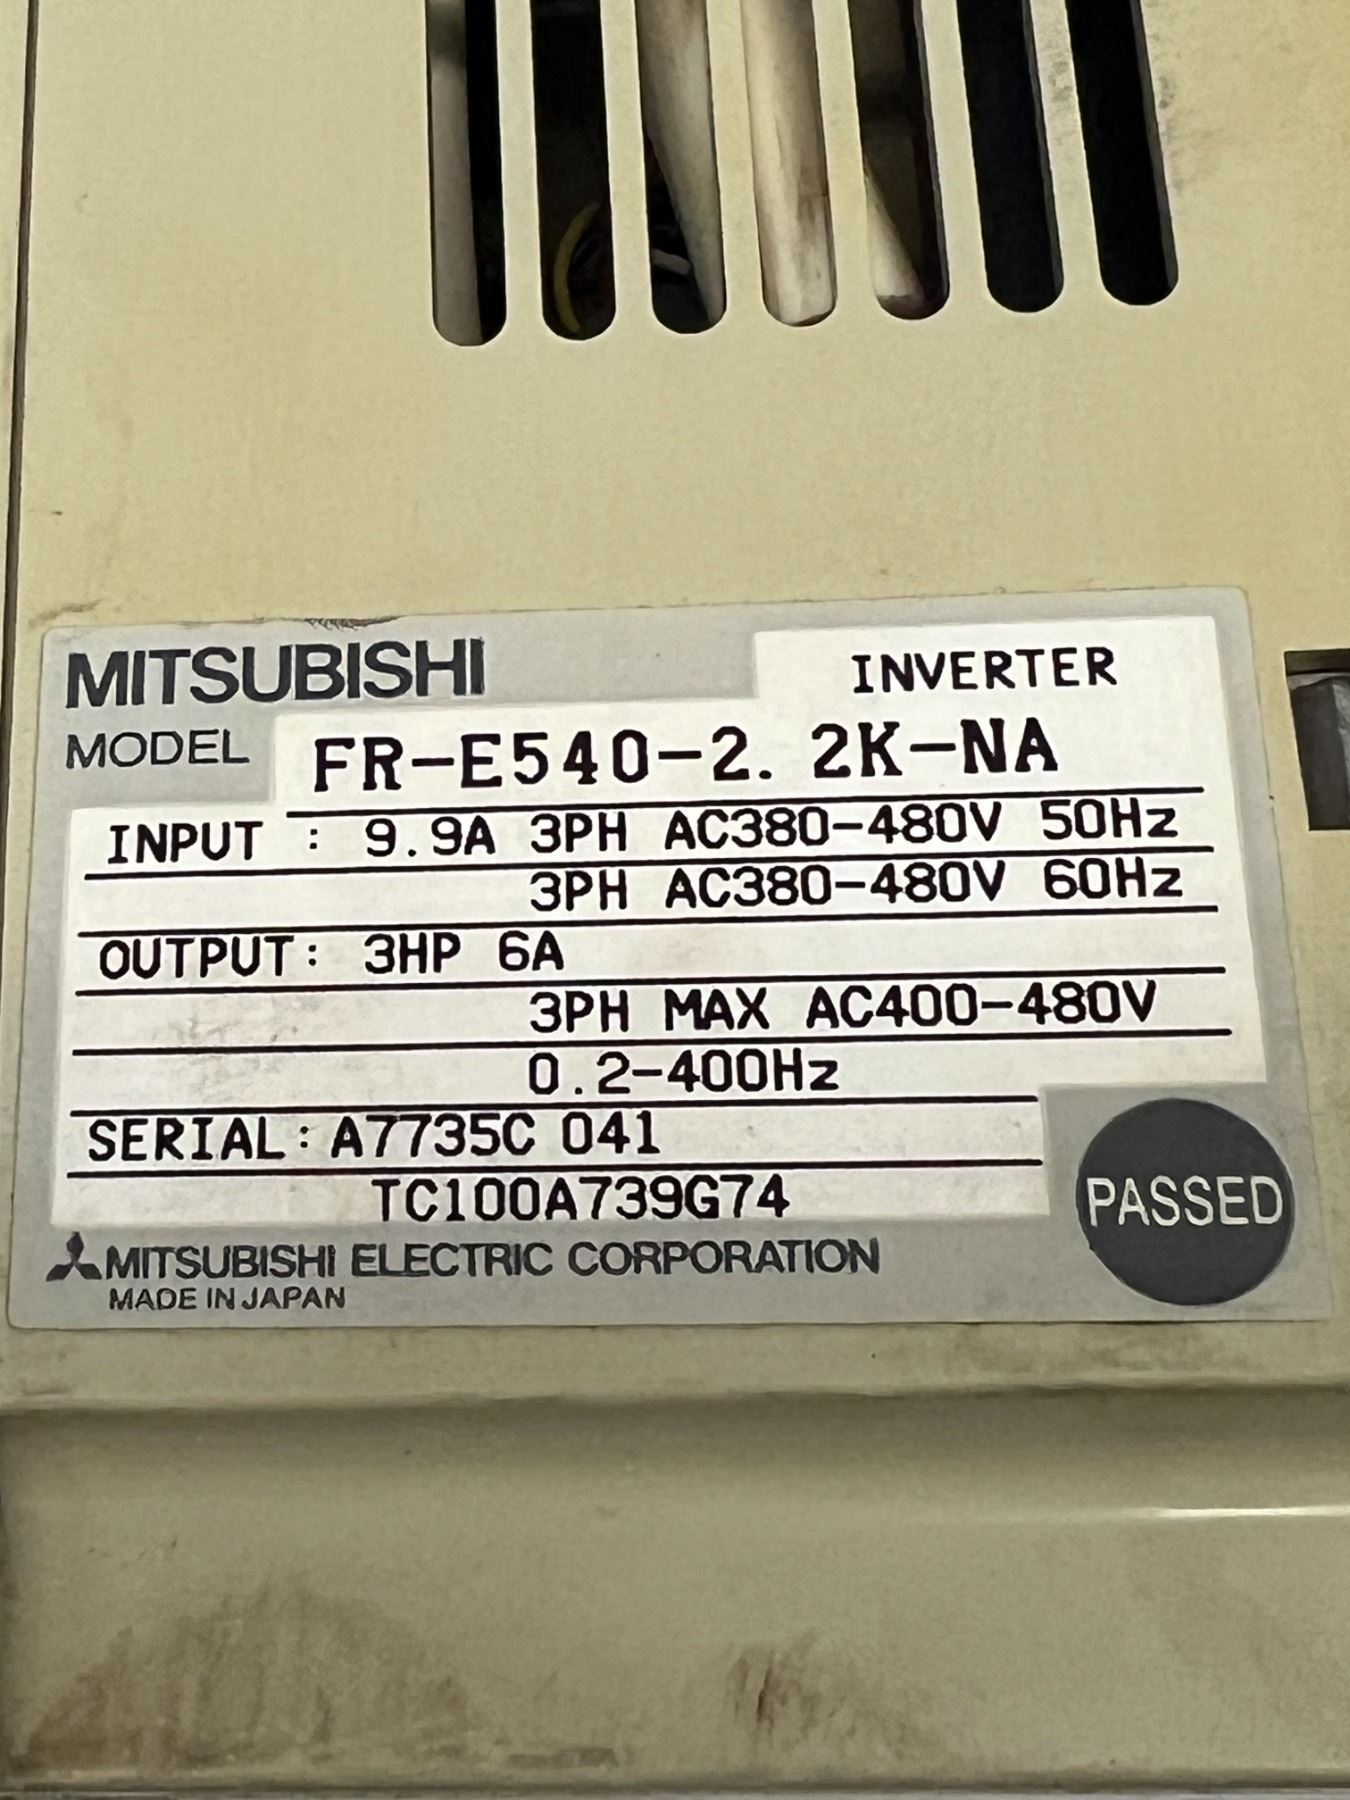 MITSUBISHI
INVERTER
MODEL FR-E540-2. 2K-NA
INPUT : 9.9A 3PH AC380-480V 50Hz
3PH AC380-480V 60Hz
OUTPUT: 3HP 6A
3PH MAX AC400-480V
0.2-400Hz
SERIAL: A7735C 041
TC100A739G74
PASSED
MITSUBISHI ELECTRIC CORPORATION
MADE IN JAPAN